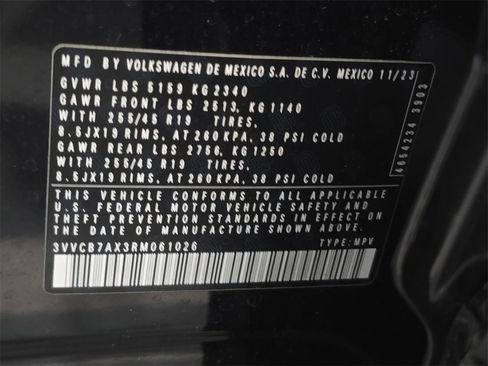 MFD BY VOLKSWAGEN DE MEXICO S.A. DE C.V. MEXICO 11/23
GVWR LBS 5159 KG2340
GAWR FRONT LBS 2513, KG1140
WITH 255/45 R19 TIRES,
8.5JX19 RIMS, AT 260KPA, 38 PSI COLD
GAWR REAR LBS 2756, KG1250
WITH 255/45 R19 TIRES,
8.5JX19 RIMS, AT 260KPA, 38 PSI COLD
THIS VEHICLE CONFORMS TO ALL APPLICABLE
U.S. FEDERAL MOTOR VEHICLE SAFETY AND
THEFT PREVENTION STANDARDS IN EFFECT ON THE
DATE OF MANUFACTURE SHOWN ABOVE.
3VVCB7AX3RM061026 TYPE: MPV
4654234 3903